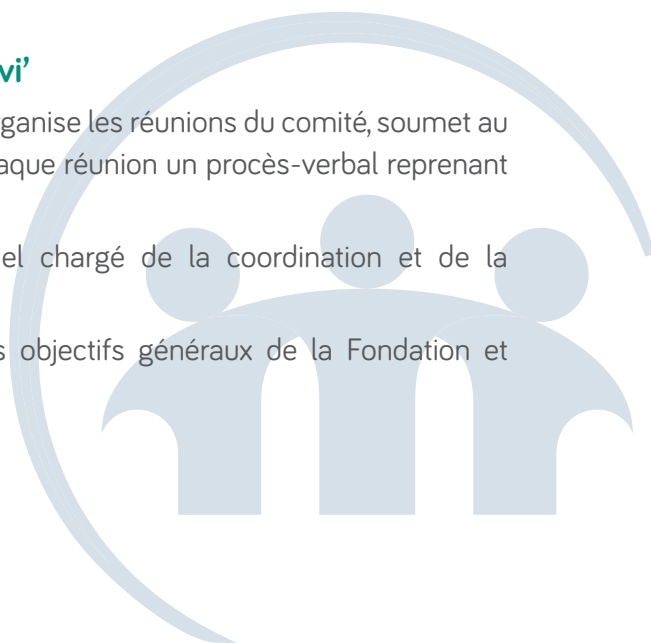 vi’
rganise les réunions du comité, soumet au
aque réunion un procès-verbal reprenant
el chargé de la coordination et de la
s objectifs généraux de la Fondation et